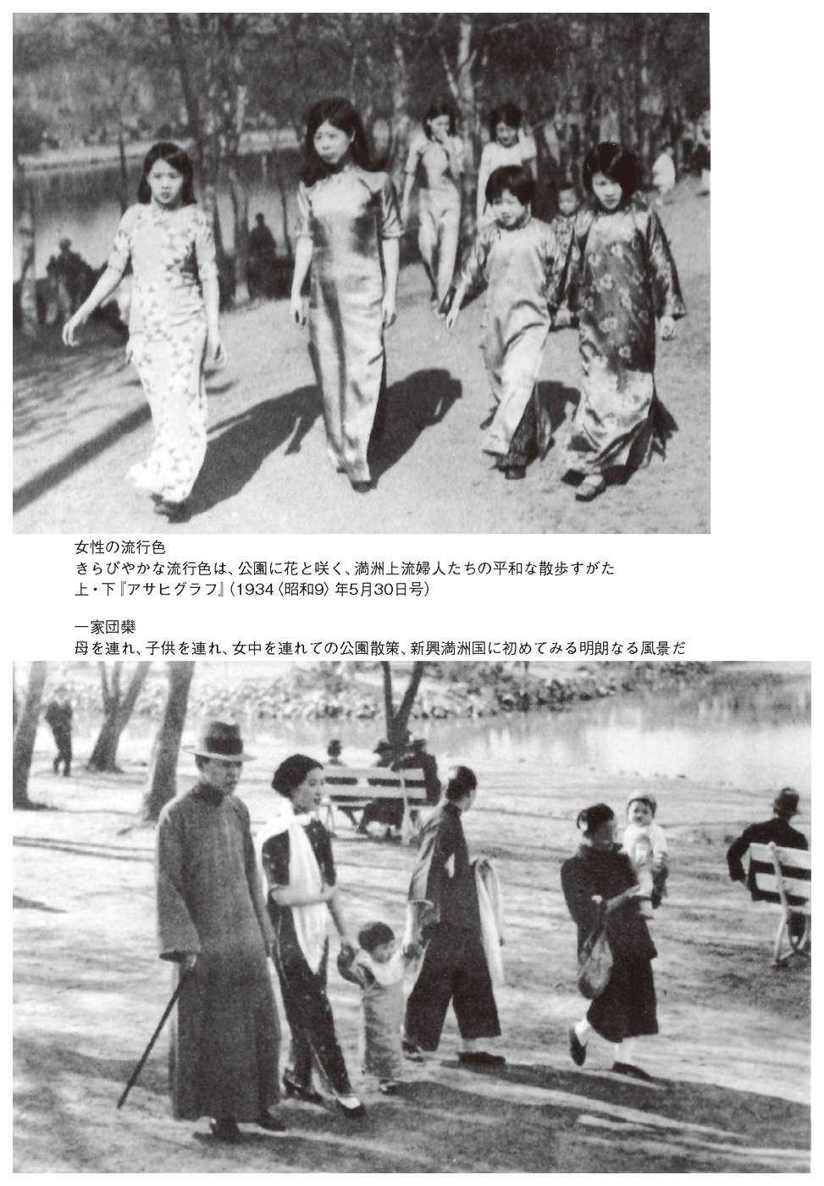 女性の流行色
きらびやかな流行色は、公園に花と咲く、満洲上流婦人たちの平和な散歩すがた
上・下『アサヒグラフ』（1934〈昭和9〉年5月30日号）
一家団欒
母を連れ、子供を連れ、女中を連れての公園散策、新興満洲国に初めてみる明朗なる風景だ